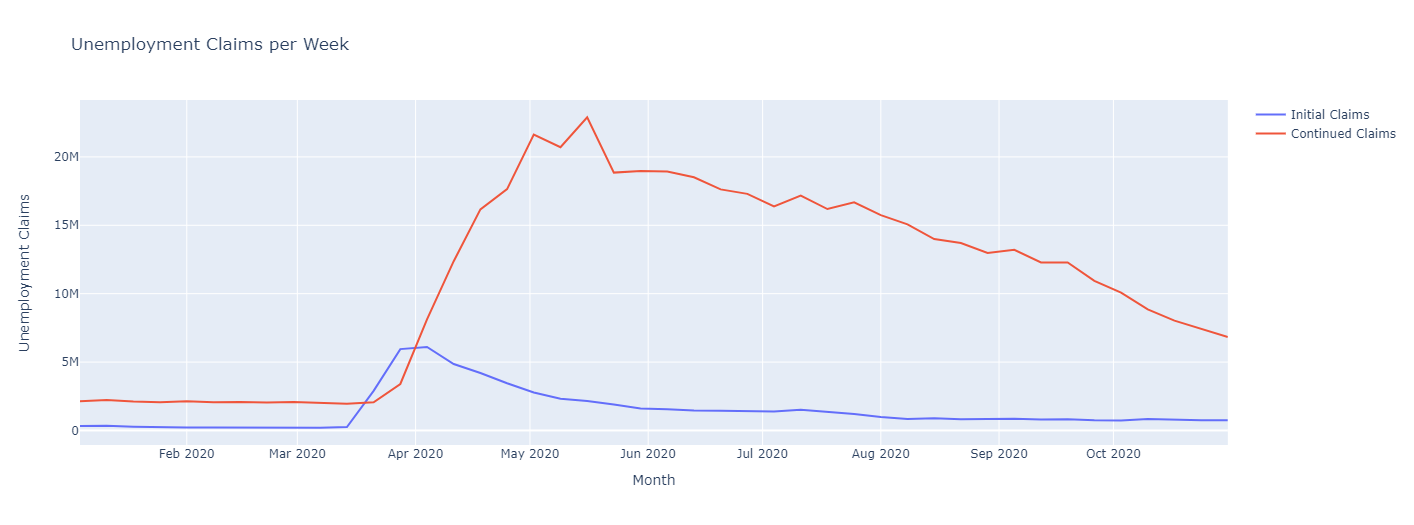 Unemployment Claims per Week
Initial Claims
Continued Claims
Unemployment Claims
20M
15M
10M
5M
0
Feb 2020
Mar 2020
Apr 2020
May 2020
Jun 2020
Jul 2020
Aug 2020
Sep 2020
Oct 2020
Month